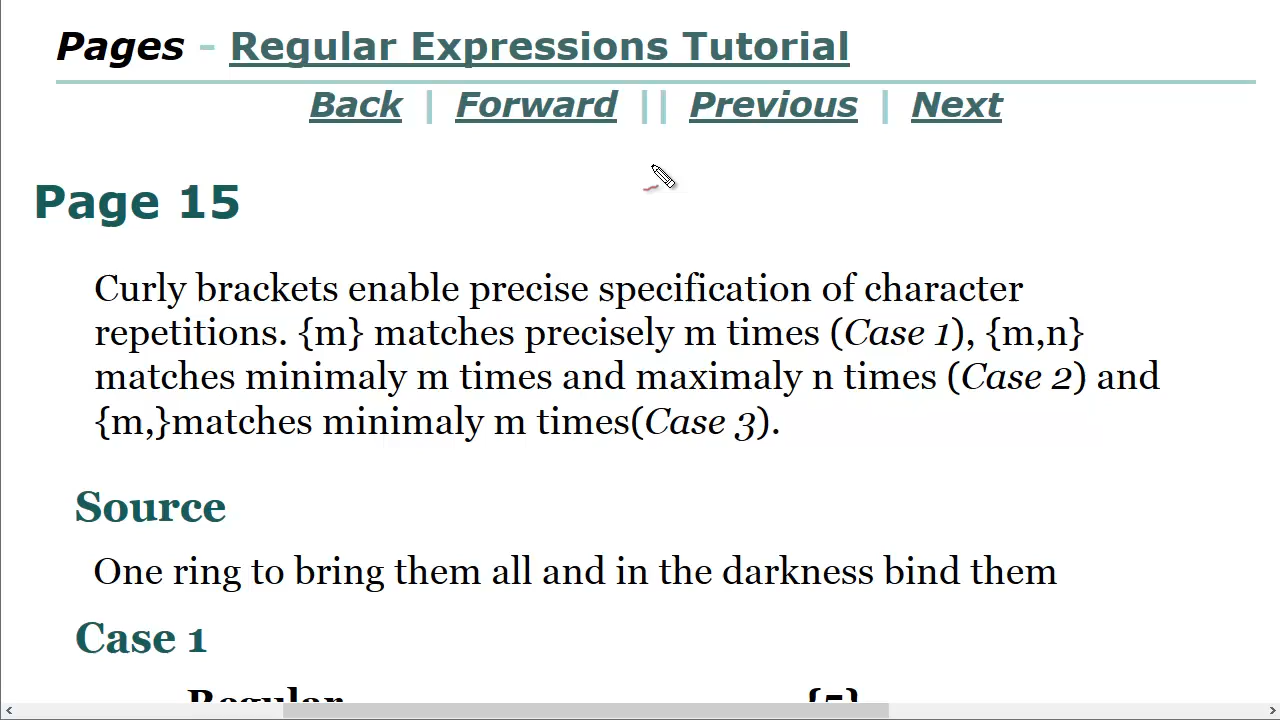 Pages - Regular Expressions Tutorial
Back | Forward || Previous | Next
Page 15
Curly brackets enable precise specification of character
repetitions. {m} matches precisely m times (Case 1), {m,n}
matches minimaly m times and maximaly n times (Case 2) and
{m,}matches minimaly m times(Case 3).
Source
One ring to bring them all and in the darkness bind them
Case 1
Regular {5}